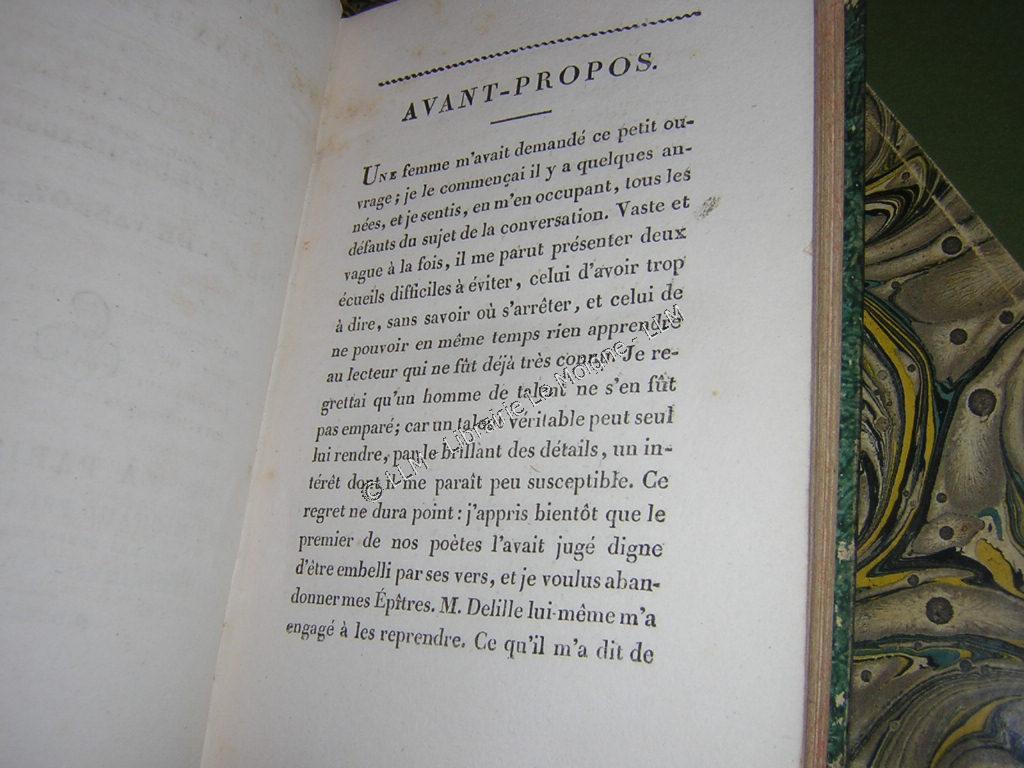 AVANT-PROPOS.
UNE femme m'avait demandé ce petit ou-
vrage; je le commençai il y a quelques an-
nées, et je sentis, en m'en occupant, tous les
défauts du sujet de la conversation. Vaste et
vague à la fois, il me parut présenter deux
écueils difficiles à éviter, celui d'avoir trop
à dire, sans savoir où s'arrêter, et celui de
ne pouvoir en même temps rien apprendre
au lecteur qui ne fût déjà très connu. Je re-
grettai qu'un homme de talent ne s'en fût
pas emparé; car un talent véritable peut seul
lui rendre, par le brillant des détails, un in-
térêt dont il me paraît peu susceptible. Ce
regret ne dura point: j'appris bientôt que le
premier de nos poètes l'avait jugé digne
d'être embelli par ses vers, et je voulus aban-
donner mes Épîtres. M. Delille lui-même m'a
engagé à les reprendre. Ce qu'il m'a dit de
© LLM - Librairie Le Moanne - LLM